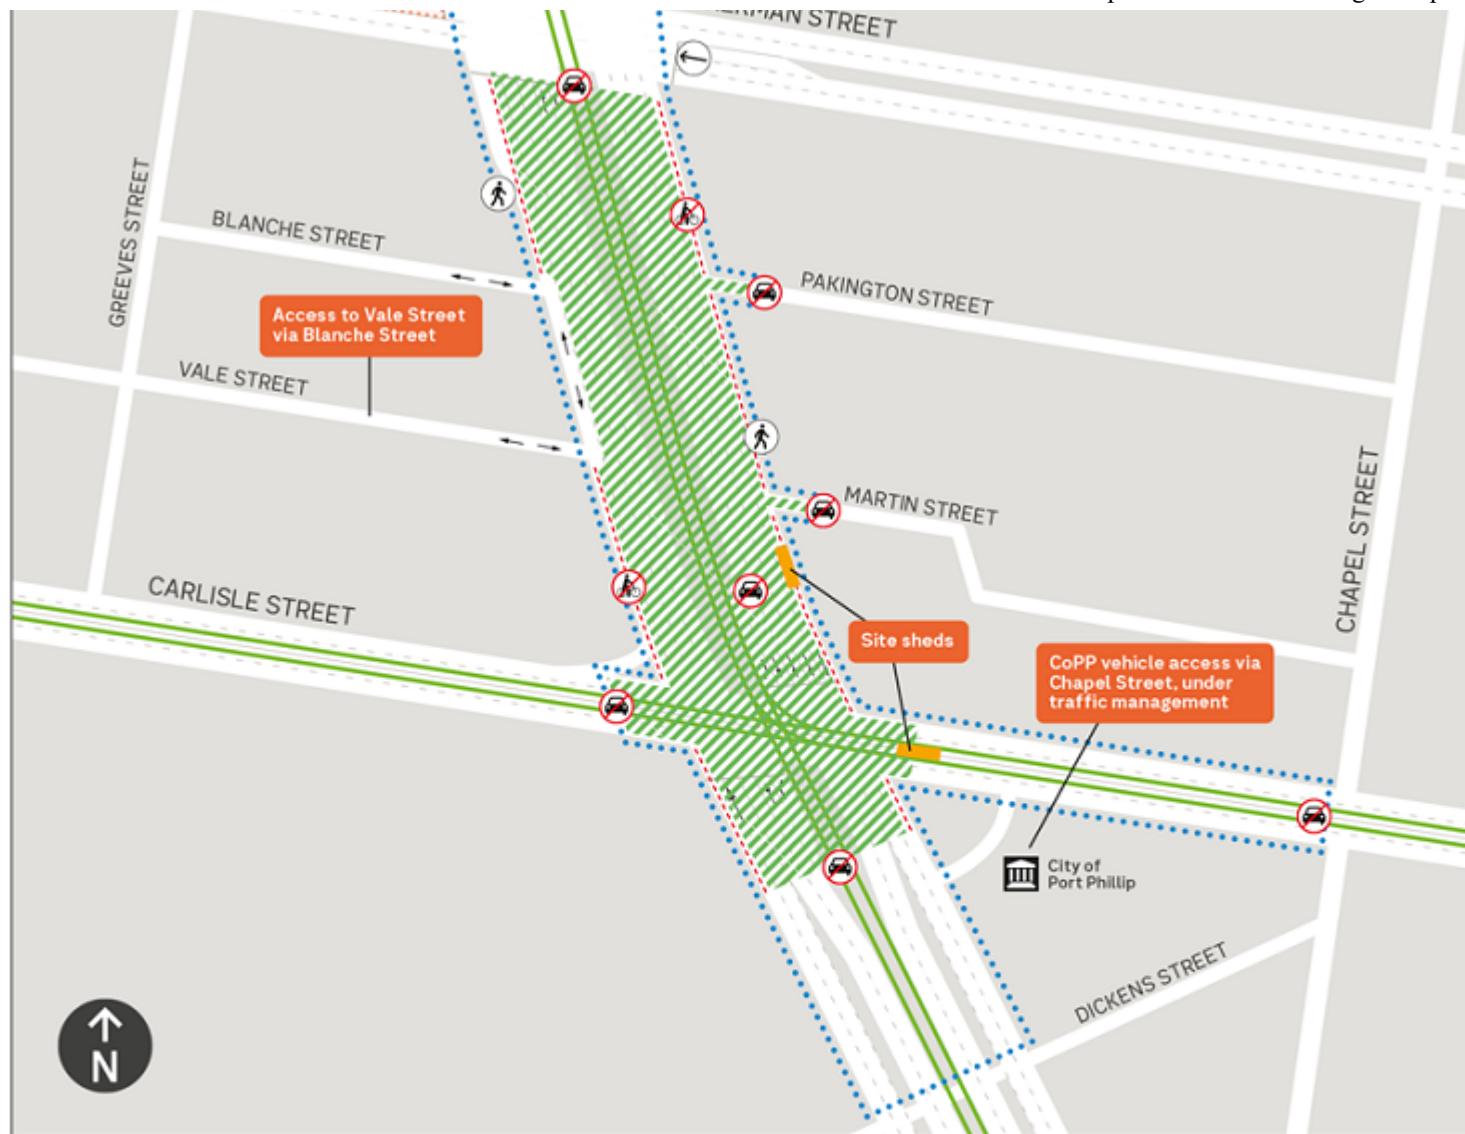 ERMAN STREET
GREEVES STREET
BLANCHE STREET
PAKINGTON STREET
Access to Vale Street
via Blanche Street
VALE STREET
MARTIN STREET
CHAPEL STREET
CARLISLE STREET
Site sheds
CoPP vehicle access via
Chapel Street, under
traffic management
City of
Port Phillip
DICKENS STREET
N